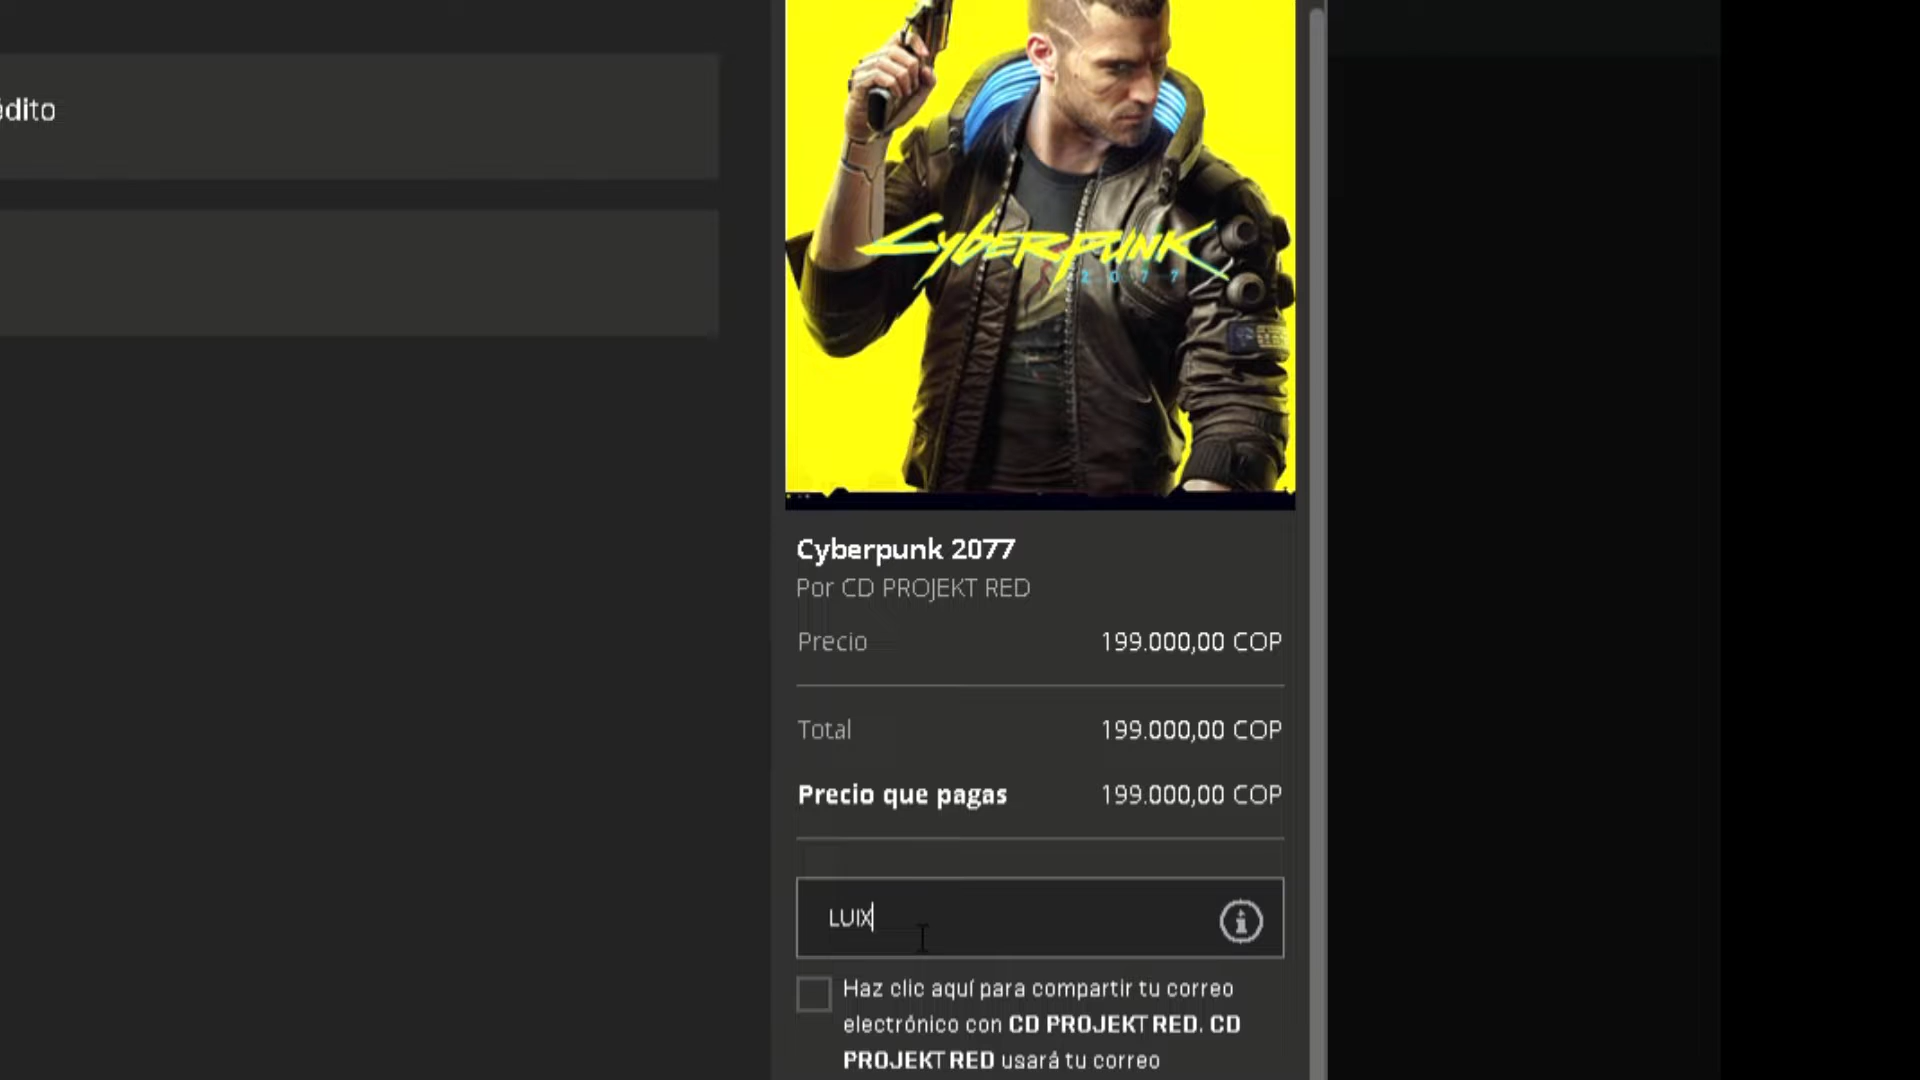 édito
CYBERPUNK
2077
Cyberpunk 2077
Por CD PROJEKT RED
Precio 199.000,00 COP
Total 199.000,00 COP
Precio que pagas 199.000,00 COP
LUIX
Haz clic aquí para compartir tu correo
electrónico con CD PROJEKT RED. CD
PROJEKT RED usará tu correo